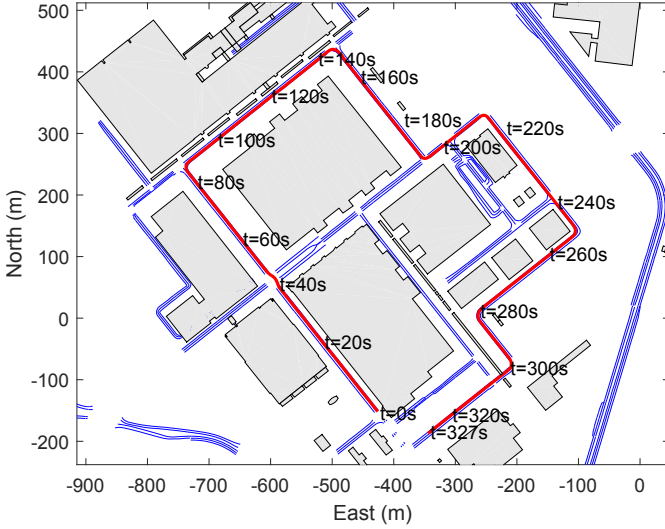 500
400
300
200
100
0
-100
-200
North (m)
t=140s
t=160s
t=120s
t=180s
t=220s
t=100s
t=200s
t=80s
t=240s
t=60s
t=260s
t=40s
t=280s
t=20s
t=300s
t=0s
t=320s
t=327s
-900 -800 -700 -600 -500 -400 -300 -200 -100 0
East (m)